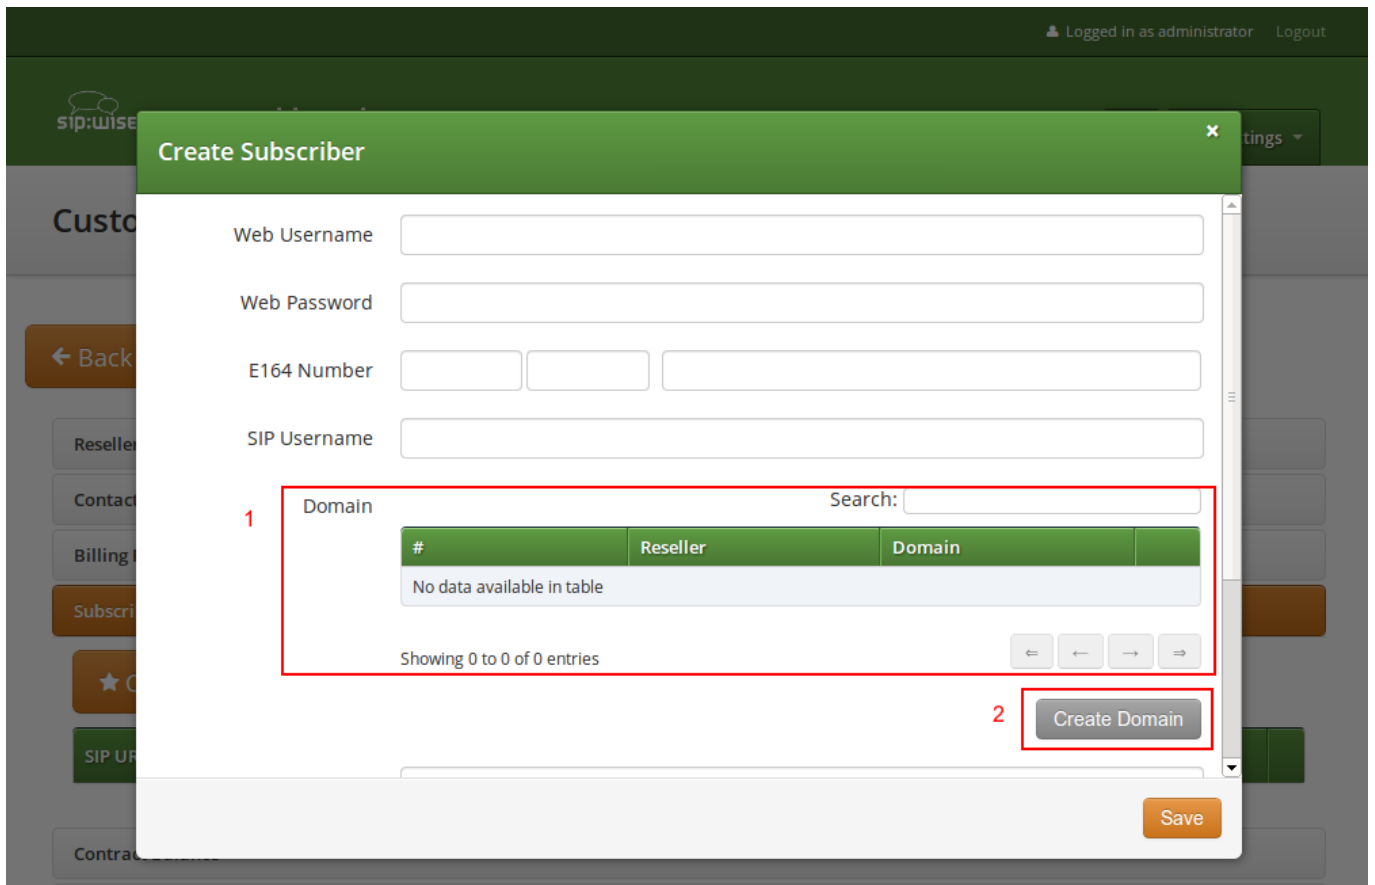 Logged in as administrator Logout
sip:wise
tings
Create Subscriber
×
Custo
Web Username
Web Password
Back
E164 Number
SIP Username
Reseller
Contact
Billing
Subscri
1
Domain
Search:
# Reseller Domain
No data available in table
Showing 0 to 0 of 0 entries
⇐ ← → ⇒
2
Create Domain
SIP UR
Save
Contrac